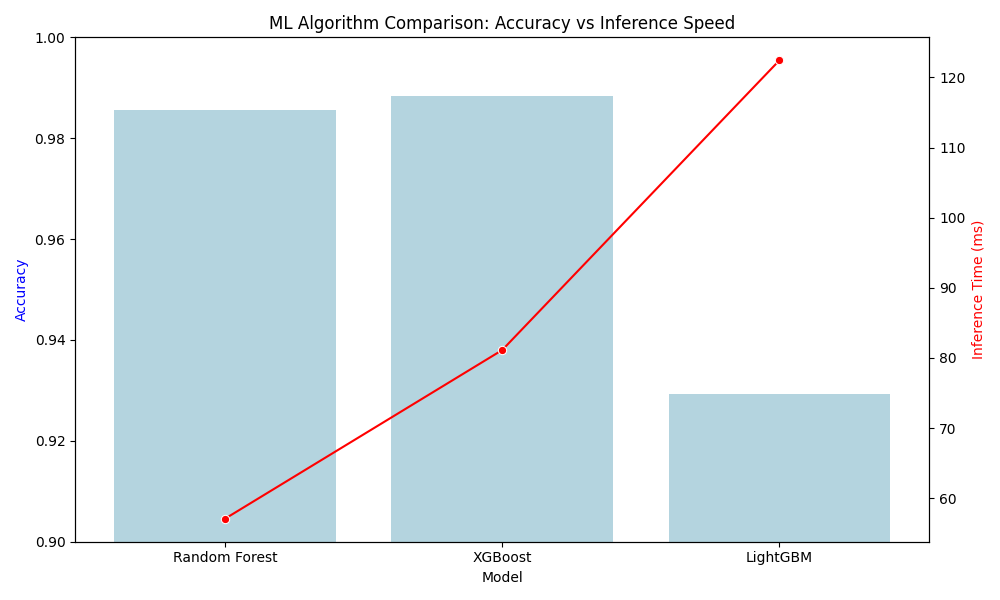 ML Algorithm Comparison: Accuracy vs Inference Speed
1.00
0.98
0.96
0.94
0.92
0.90
Accuracy
120
110
100
90
80
70
60
Inference Time (ms)
Random Forest
XGBoost
LightGBM
Model